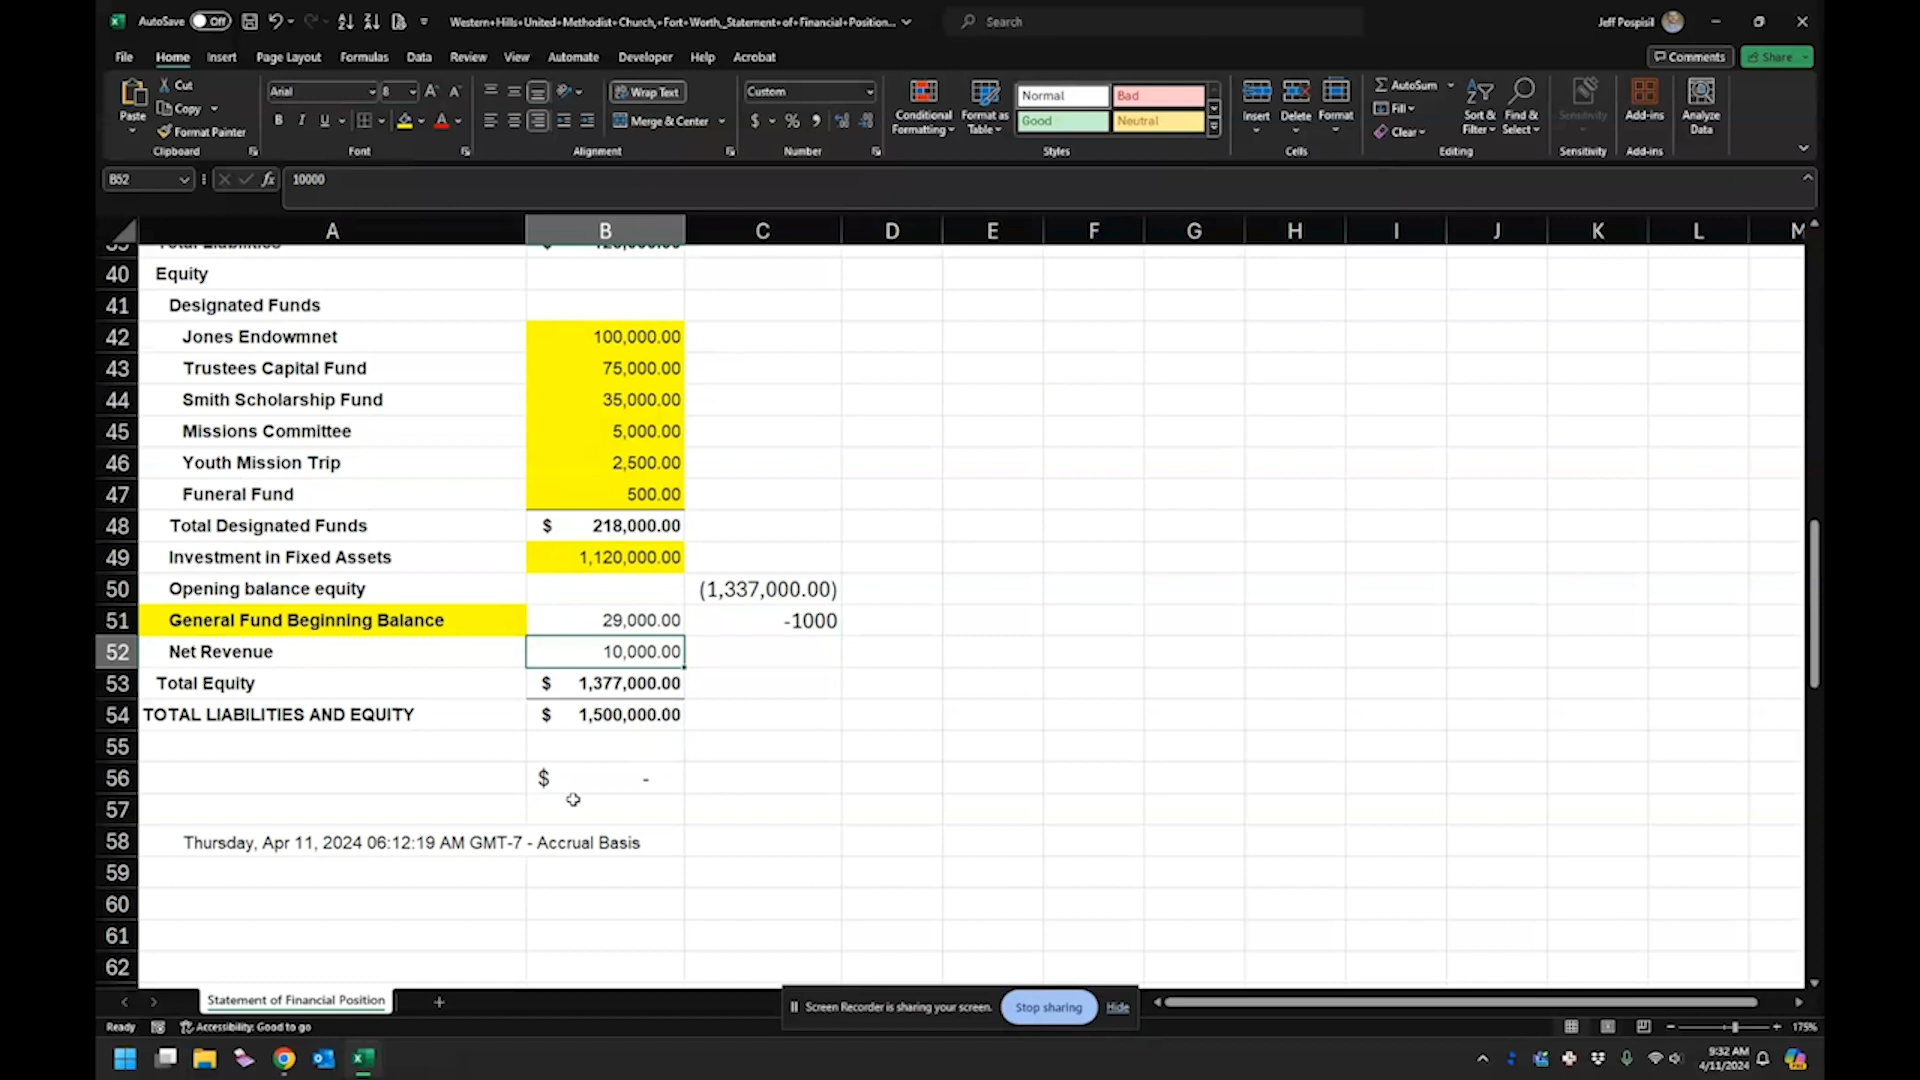 AutoSave Off Western Hills United Methodist Church, Fort Worth_Statement of Financial Position... Search Jeff Pospisil
File Home Insert Page Layout Formulas Data Review View Automate Developer Help Acrobat Comments Share
Paste Cut Copy Format Painter Clipboard
Arial 8 A A B I U A Font
Wrap Text Merge & Center Alignment
Custom $ % Number
Conditional Formatting Format as Table Normal Bad Good Neutral Styles
Insert Delete Format Cells
AutoSum Fill Clear Sort & Filter Find & Select Editing
Sensitivity Sensitivity
Add-ins Add-ins
Analyze Data
B52 fx 10000
A B C D E F G H I J K L M
39 Total Liabilities
40 Equity
41 Designated Funds
42 Jones Endowmnet 100,000.00
43 Trustees Capital Fund 75,000.00
44 Smith Scholarship Fund 35,000.00
45 Missions Committee 5,000.00
46 Youth Mission Trip 2,500.00
47 Funeral Fund 500.00
48 Total Designated Funds $ 218,000.00
49 Investment in Fixed Assets 1,120,000.00
50 Opening balance equity (1,337,000.00)
51 General Fund Beginning Balance 29,000.00 -1000
52 Net Revenue 10,000.00
53 Total Equity $ 1,377,000.00
54 TOTAL LIABILITIES AND EQUITY $ 1,500,000.00
55
56 $ -
57
58 Thursday, Apr 11, 2024 06:12:19 AM GMT-7 - Accrual Basis
59
60
61
62
Statement of Financial Position
Screen Recorder is sharing your screen. Stop sharing Hide
Ready Accessibility: Good to go 175%
9:32 AM
4/11/2024